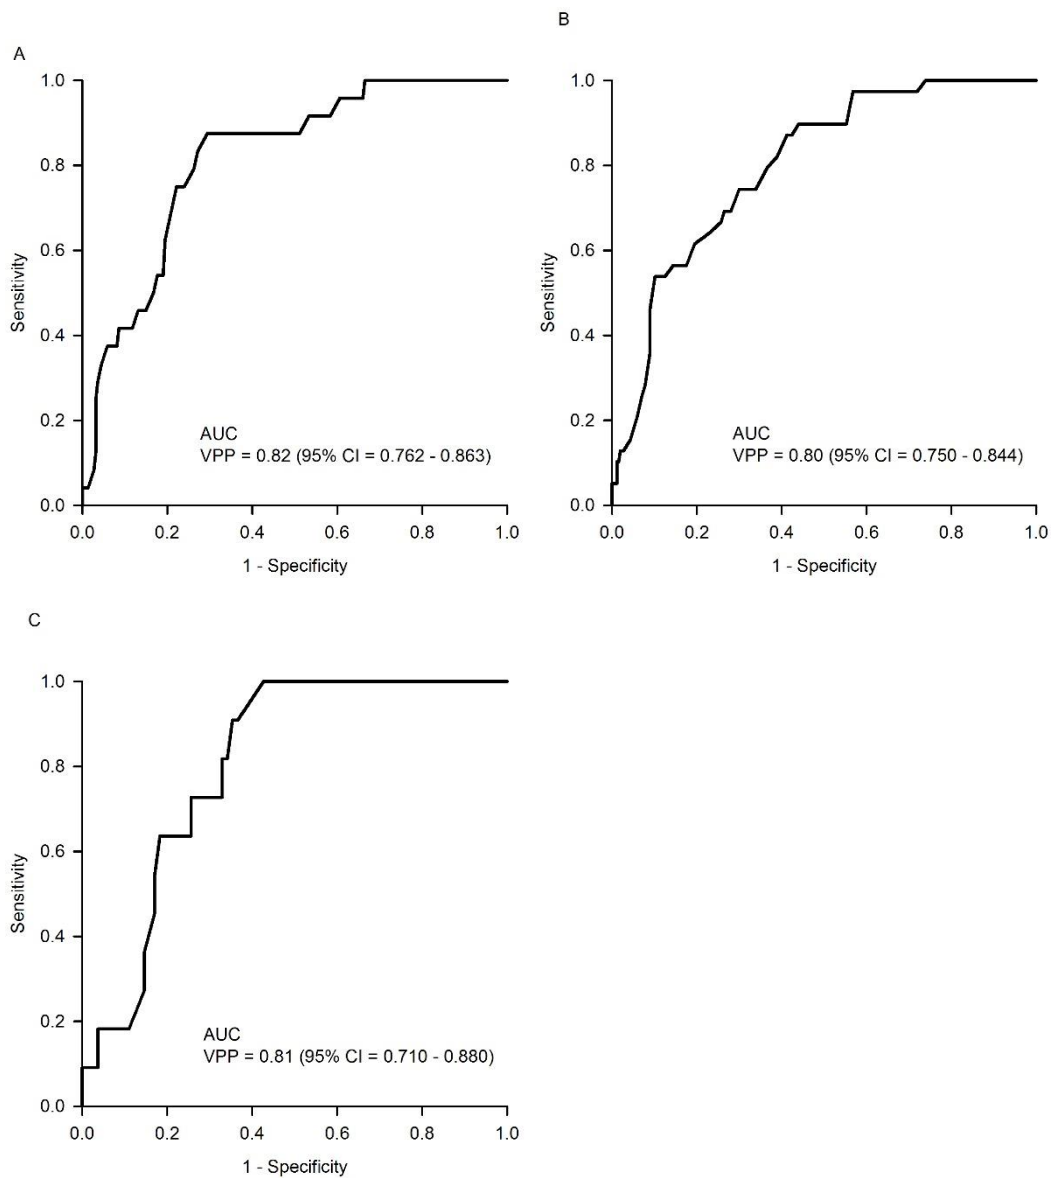 A
1.0
0.8
0.6
0.4
0.2
0.0
Sensitivity
AUC
VPP = 0.82 (95% CI = 0.762 - 0.863)
0.0 0.2 0.4 0.6 0.8 1.0
1 - Specificity
B
1.0
0.8
0.6
0.4
0.2
0.0
Sensitivity
AUC
VPP = 0.80 (95% CI = 0.750 - 0.844)
0.0 0.2 0.4 0.6 0.8 1.0
1 - Specificity
C
1.0
0.8
0.6
0.4
0.2
0.0
Sensitivity
AUC
VPP = 0.81 (95% CI = 0.710 - 0.880)
0.0 0.2 0.4 0.6 0.8 1.0
1 - Specificity